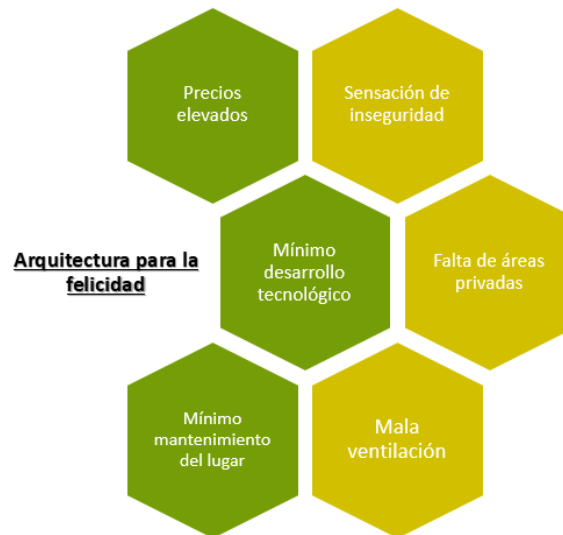 Precios
elevados
Sensación de
inseguridad
Arquitectura para la
felicidad
Mínimo
desarrollo
tecnológico
Falta de áreas
privadas
Mínimo
mantenimiento
del lugar
Mala
ventilación